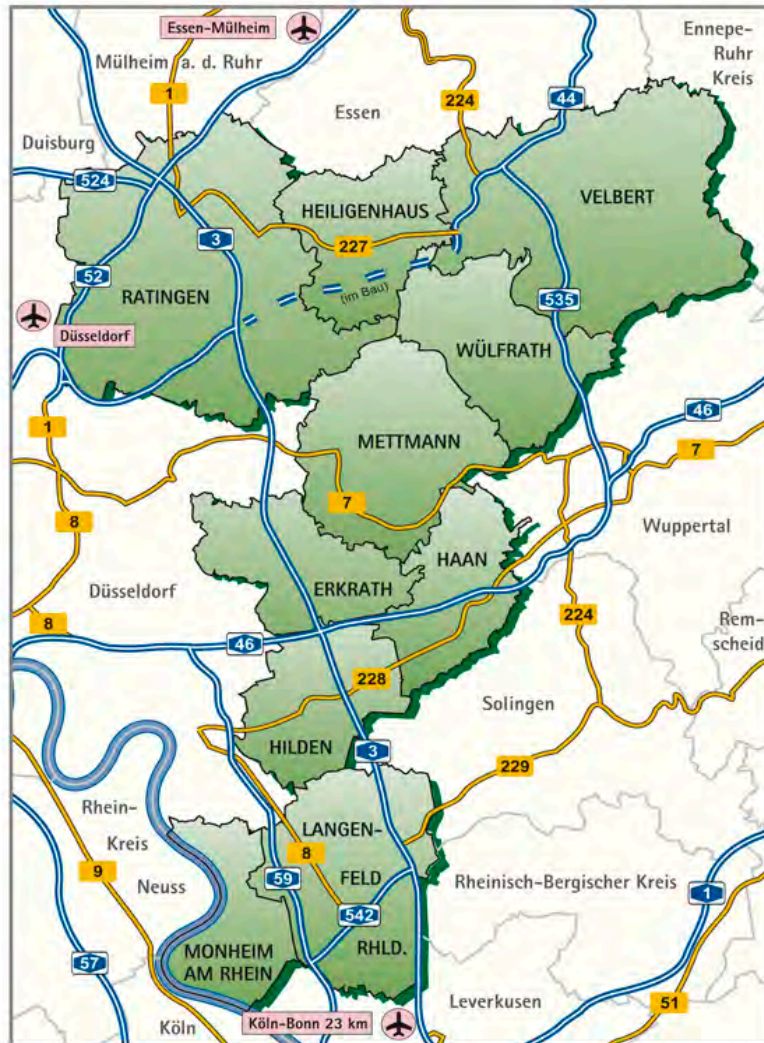 Essen-Mülheim
Ennepe-
Ruhr
Kreis
Mülheim a. d. Ruhr
1
224
44
Essen
Duisburg
524
VELBERT
HEILIGENHAUS
3
227
52
RATINGEN
(im Bau)
535
Düsseldorf
WÜLFRATH
46
1
METTMANN
7
7
8
Wuppertal
HAAN
Düsseldorf
ERKRATH
224
8
46
Rem-
scheid
228
Solingen
HILDEN
3
229
Rhein-
Kreis
Neuss
LANGEN-
FELD
RHLD.
8
9
59
Rheinisch-Bergischer Kreis
1
542
MONHEIM
AM RHEIN
57
Leverkusen
51
Köln
Köln-Bonn 23 km